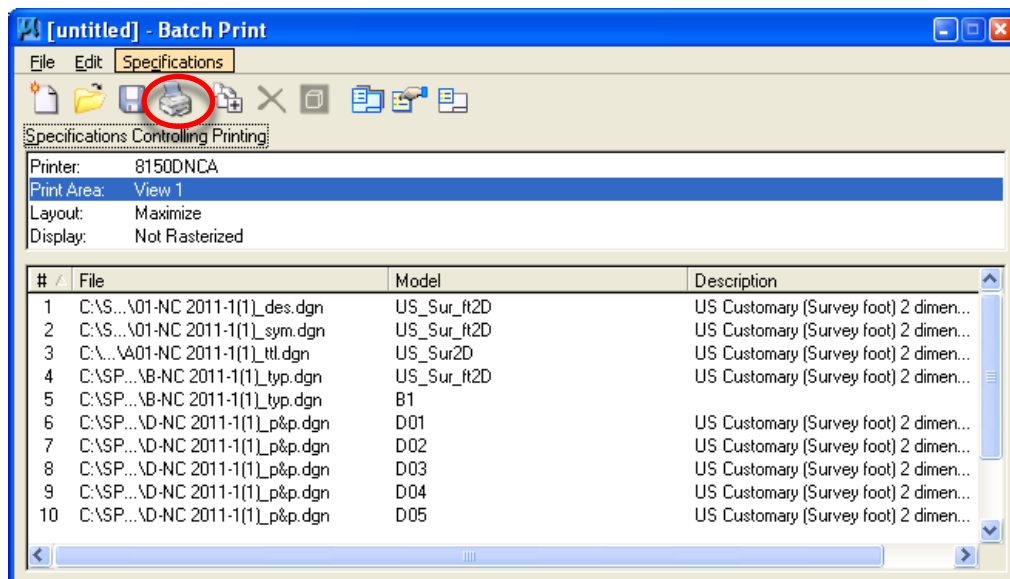 [untitled] - Batch Print
File Edit Specifications
Specifications Controlling Printing
Printer: 8150DNCA
Print Area: View 1
Layout: Maximize
Display: Not Rasterized
# File Model Description
1 C:\S...\01-NC 2011-1(1)_des.dgn US_Sur_ft2D US Customary (Survey foot) 2 dimen...
2 C:\S...\01-NC 2011-1(1)_sym.dgn US_Sur_ft2D US Customary (Survey foot) 2 dimen...
3 C:\...\A01-NC 2011-1(1)_ttl.dgn US_Sur2D US Customary (Survey foot) 2 dimen...
4 C:\SP...\B-NC 2011-1(1)_typ.dgn US_Sur_ft2D US Customary (Survey foot) 2 dimen...
5 C:\SP...\B-NC 2011-1(1)_typ.dgn B1
6 C:\SP...\D-NC 2011-1(1)_p&p.dgn D01 US Customary (Survey foot) 2 dimen...
7 C:\SP...\D-NC 2011-1(1)_p&p.dgn D02 US Customary (Survey foot) 2 dimen...
8 C:\SP...\D-NC 2011-1(1)_p&p.dgn D03 US Customary (Survey foot) 2 dimen...
9 C:\SP...\D-NC 2011-1(1)_p&p.dgn D04 US Customary (Survey foot) 2 dimen...
10 C:\SP...\D-NC 2011-1(1)_p&p.dgn D05 US Customary (Survey foot) 2 dimen...